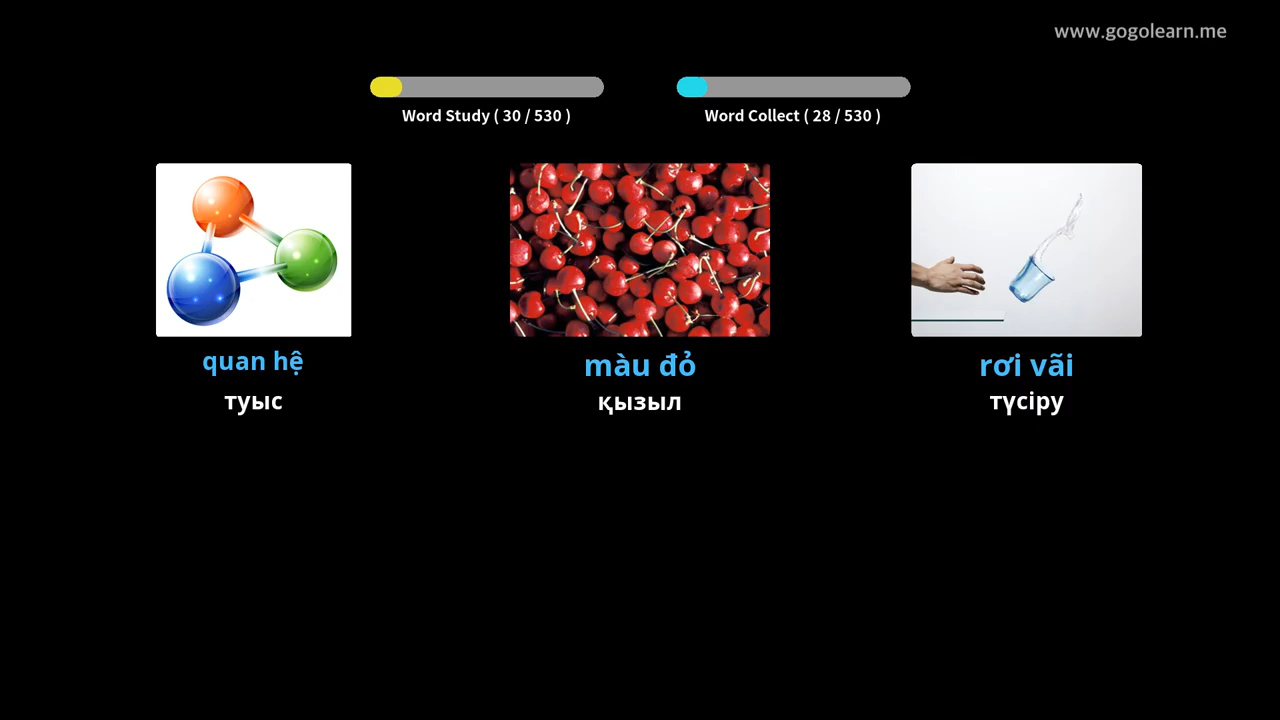 www.gogolearn.me
Word Study ( 30 / 530 )
Word Collect ( 28 / 530 )
quan hệ
туыс
màu đỏ
қызыл
rơi vãi
түсіру